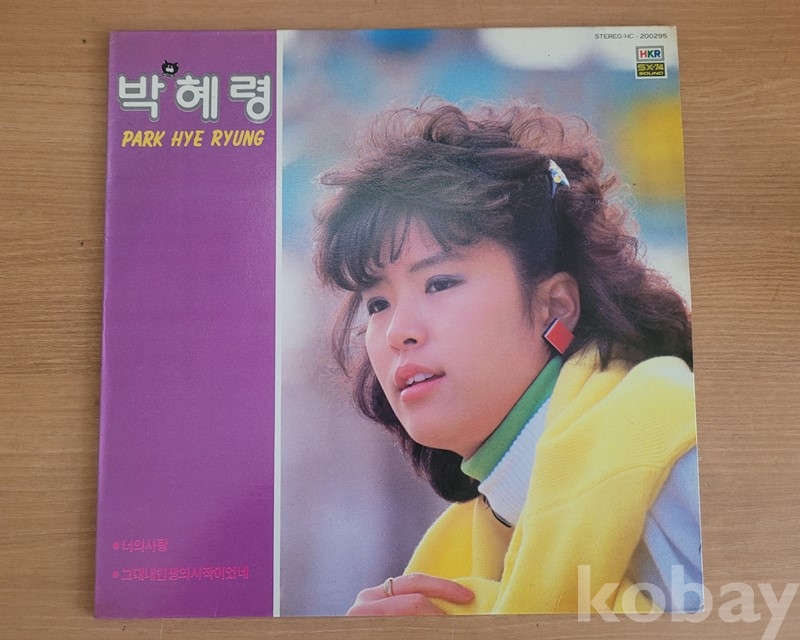 STEREO/HC - 200295
HKR
SX-74
SOUND
박혜령
PARK HYE RYUNG
너의사랑
그대내인생의시작이었네
kobay